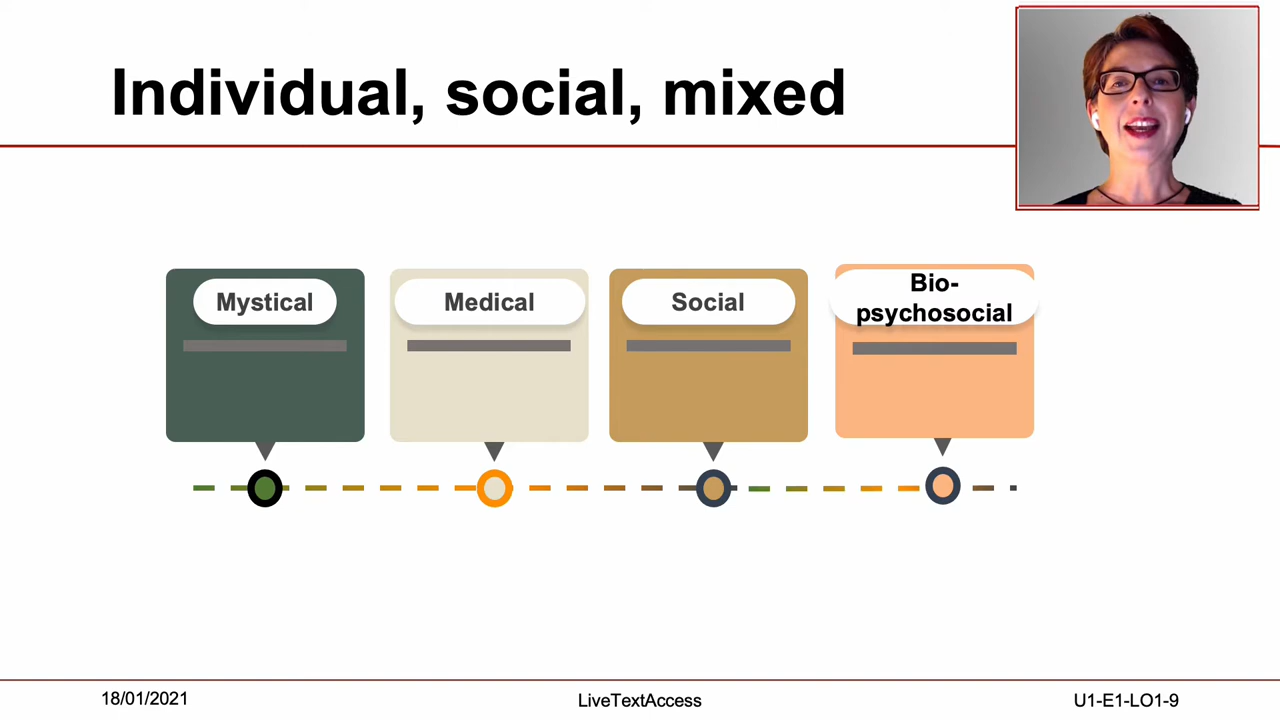 Individual, social, mixed
Mystical
Medical
Social
Bio-
psychosocial
18/01/2021
LiveTextAccess
U1-E1-LO1-9